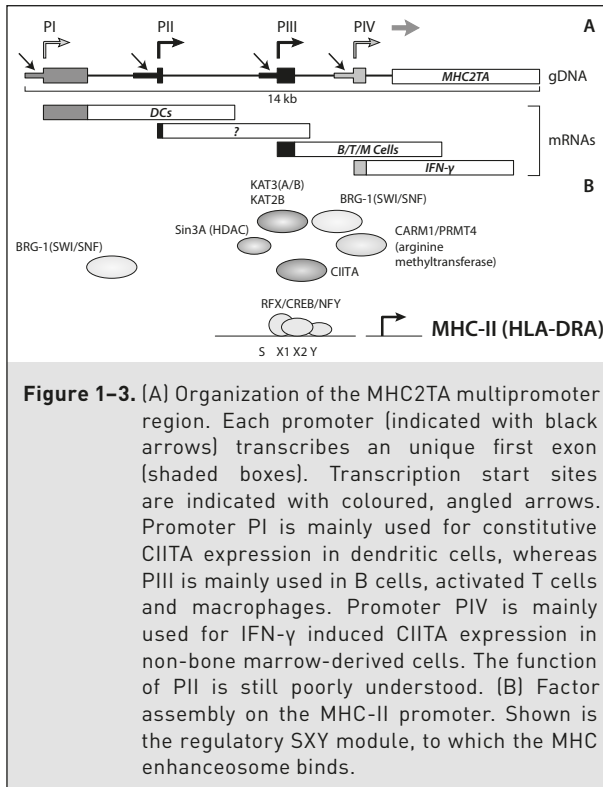 PI PII PIII PIV A
MHC2TA gDNA
14 kb
DCs
?
B/T/M Cells
IFN-γ
mRNAs
B
KAT3(A/B)
KAT2B
BRG-1(SWI/SNF)
Sin3A (HDAC)
CARM1/PRMT4
(arginine
methyltransferase)
BRG-1(SWI/SNF)
CIITA
RFX/CREB/NFY
MHC-II (HLA-DRA)
S X1 X2 Y
Figure 1–3. (A) Organization of the MHC2TA multipromoter
region. Each promoter (indicated with black
arrows) transcribes an unique first exon
(shaded boxes). Transcription start sites
are indicated with coloured, angled arrows.
Promoter PI is mainly used for constitutive
CIITA expression in dendritic cells, whereas
PIII is mainly used in B cells, activated T cells
and macrophages. Promoter PIV is mainly
used for IFN-γ induced CIITA expression in
non-bone marrow-derived cells. The function
of PII is still poorly understood. (B) Factor
assembly on the MHC-II promoter. Shown is
the regulatory SXY module, to which the MHC
enhanceosome binds.